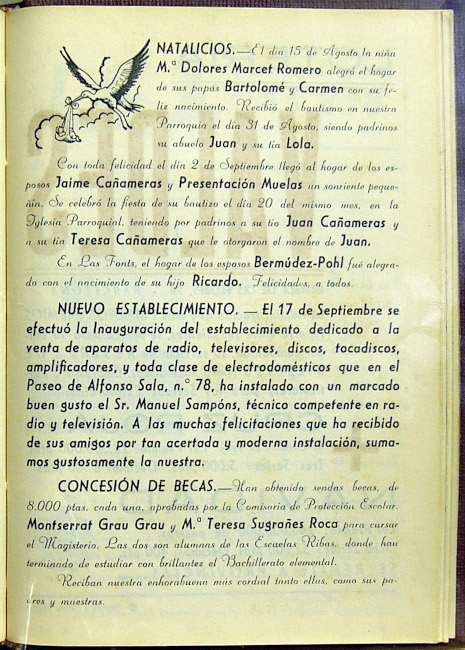 NATALICIOS.—El día 15 de Agosto la niña
M.ª Dolores Marcet Romero alegró el hogar
de sus papás Bartolomé y Carmen con su fe-
liz nacimiento. Recibió el bautismo en nuestra
Parroquia el día 31 de Agosto, siendo padrinos
su abuelo Juan y su tía Lola.
Con toda felicidad el día 2 de Septiembre llegó al hogar de los es-
posos Jaime Cañameras y Presentación Muelas un sonriente peque-
ñín. Se celebró la fiesta de su bautizo el día 20 del mismo mes, en la
Iglesia Parroquial, teniendo por padrinos a su tío Juan Cañameras y
a su tía Teresa Cañameras que le otorgaron el nombre de Juan.
En Las Fonts, el hogar de los esposos Bermúdez-Pohl fué alegra-
do con el nacimiento de su hijo Ricardo. Felicidades, a todos.
NUEVO ESTABLECIMIENTO. — El 17 de Septiembre se
efectuó la Inauguración del establecimiento dedicado a la
venta de aparatos de radio, televisores, discos, tocadiscos,
amplificadores, y toda clase de electrodomésticos que en el
Paseo de Alfonso Sala, n.º 78, ha instalado con un marcado
buen gusto el Sr. Manuel Sampóns, técnico competente en ra-
dio y televisión. A las muchas felicitaciones que ha recibido
de sus amigos por tan acertada y moderna instalación, suma-
mos gustosamente la nuestra.
CONCESIÓN DE BECAS.—Han obtenido sendas becas, de
8.000 ptas. cada una, aprobadas por la Comisaría de Protección Escolar.
Montserrat Grau Grau y M.ª Teresa Sugrañes Roca para cursar
el Magisterio. Las dos son alumnas de las Escuelas Ribas, donde han
terminado de estudiar con brillantez el Bachillerato elemental.
Reciban nuestra enhorabuena más cordial tanto ellas, como sus pa-
dres y maestras.